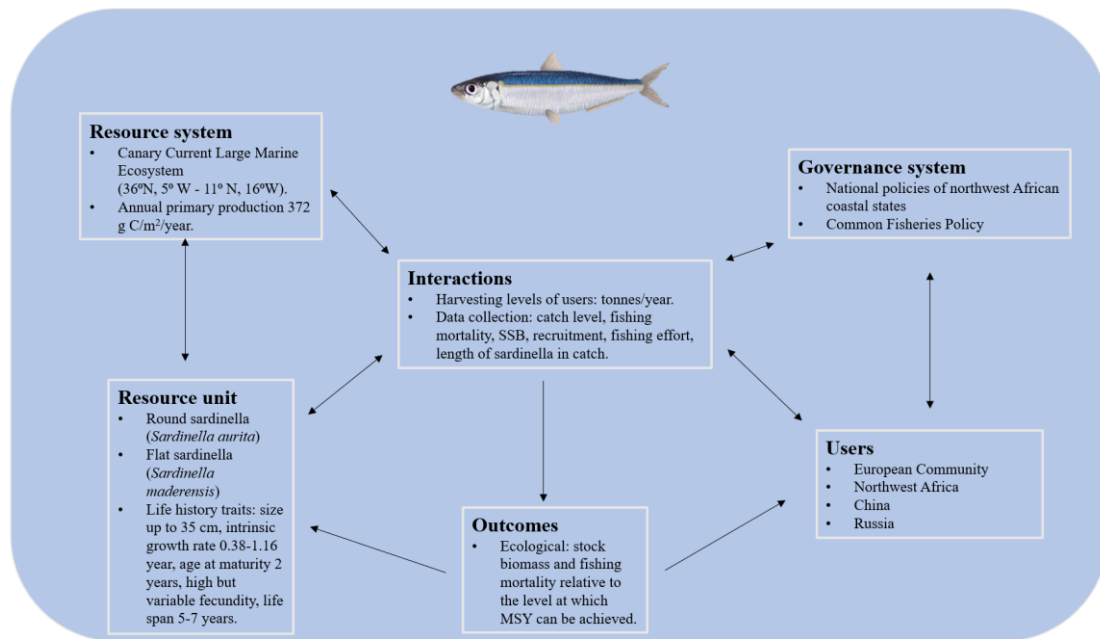 Resource system
• Canary Current Large Marine
Ecosystem
(36ºN, 5º W - 11º N, 16ºW).
• Annual primary production 372
g C/m²/year.
Governance system
• National policies of northwest African
coastal states
• Common Fisheries Policy
Interactions
• Harvesting levels of users: tonnes/year.
• Data collection: catch level, fishing
mortality, SSB, recruitment, fishing effort,
length of sardinella in catch.
Resource unit
• Round sardinella
(Sardinella aurita)
• Flat sardinella
(Sardinella
maderensis)
• Life history traits: size
up to 35 cm, intrinsic
growth rate 0.38-1.16
year, age at maturity 2
years, high but
variable fecundity, life
span 5-7 years.
Outcomes
• Ecological: stock
biomass and fishing
mortality relative to
the level at which
MSY can be achieved.
Users
• European Community
• Northwest Africa
• China
• Russia